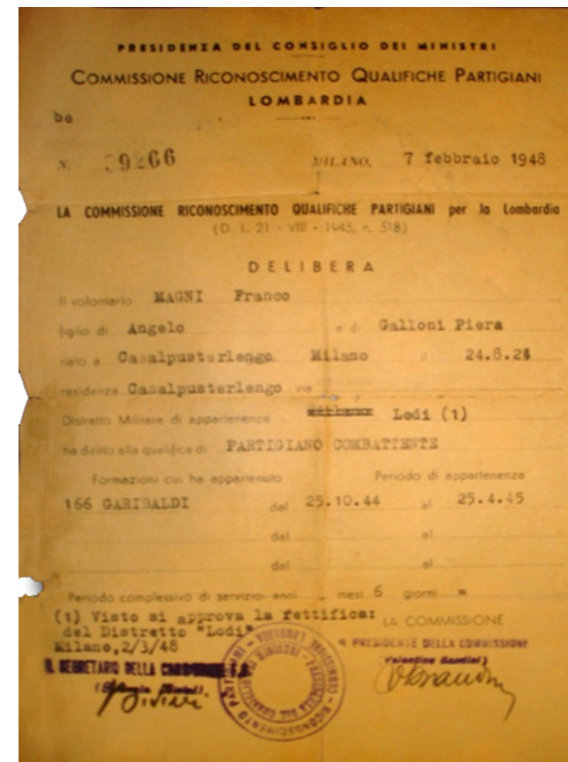 PRESIDENZA DEL CONSIGLIO DEI MINISTRI
COMMISSIONE RICONOSCIMENTO QUALIFICHE PARTIGIANI
LOMBARDIA
be
N. 9266 MILANO, 7 febbraio 1948
LA COMMISSIONE RICONOSCIMENTO QUALIFICHE PARTIGIANI per la Lombardia
(D. L. 21 - VIII - 1945, n. 518)
DELIBERA
Il volontario MAGNI Franco
figlio di Angelo e di Galloni Piera
nato a Casalpusterlengo Milano il 24.8.24
residenza Casalpusterlengo via
Distretto Militare di appartenenza Lodi (1)
ha diritto alla qualifica di PARTIGIANO COMBATTENTE
Formazioni cui ha appartenuto Periodo di appartenenza
166 GARIBALDI dal 25.10.44 al 25.4.45
dal al
dal al
Periodo complessivo di servizio: anni mesi 6 giorni =
(1) Visto si approva la rettifica: LA COMMISSIONE
del Distretto "Lodi"
Milano, 2/3/48 IL PRESIDENTE DELLA COMMISSIONE
IL SEGRETARIO DELLA COMMISSIONE